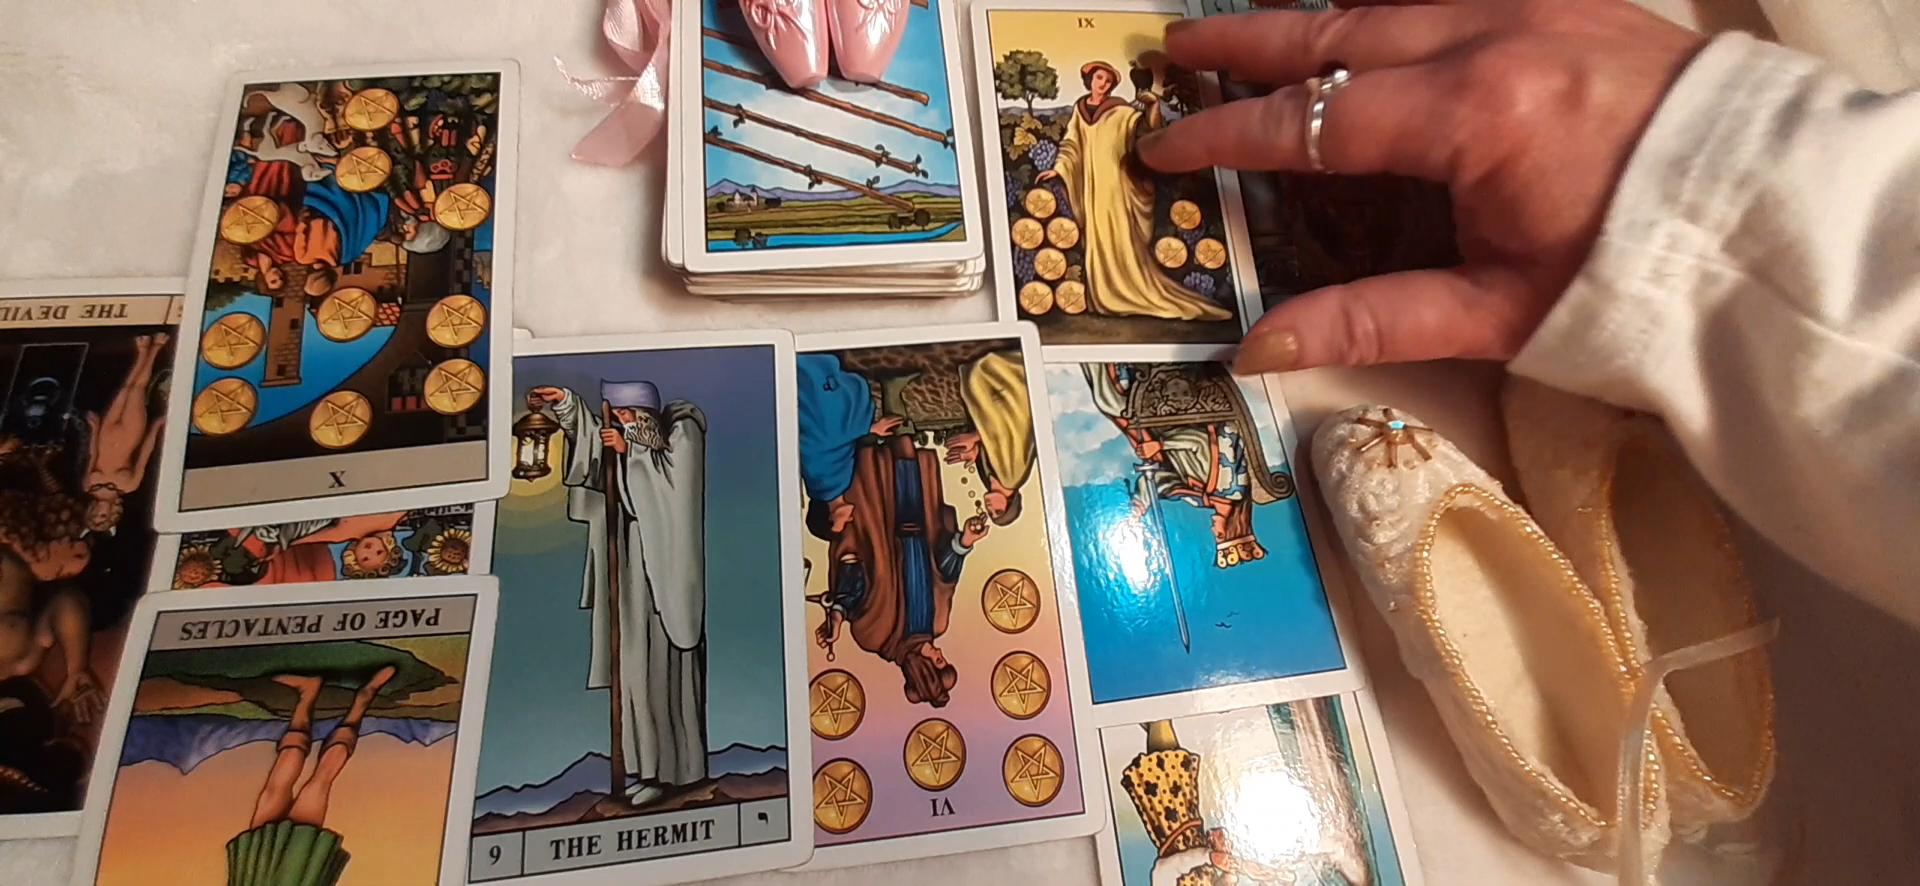 IX
THE DEVIL
X
PAGE OF PENTACLES
VI
9 THE HERMIT י